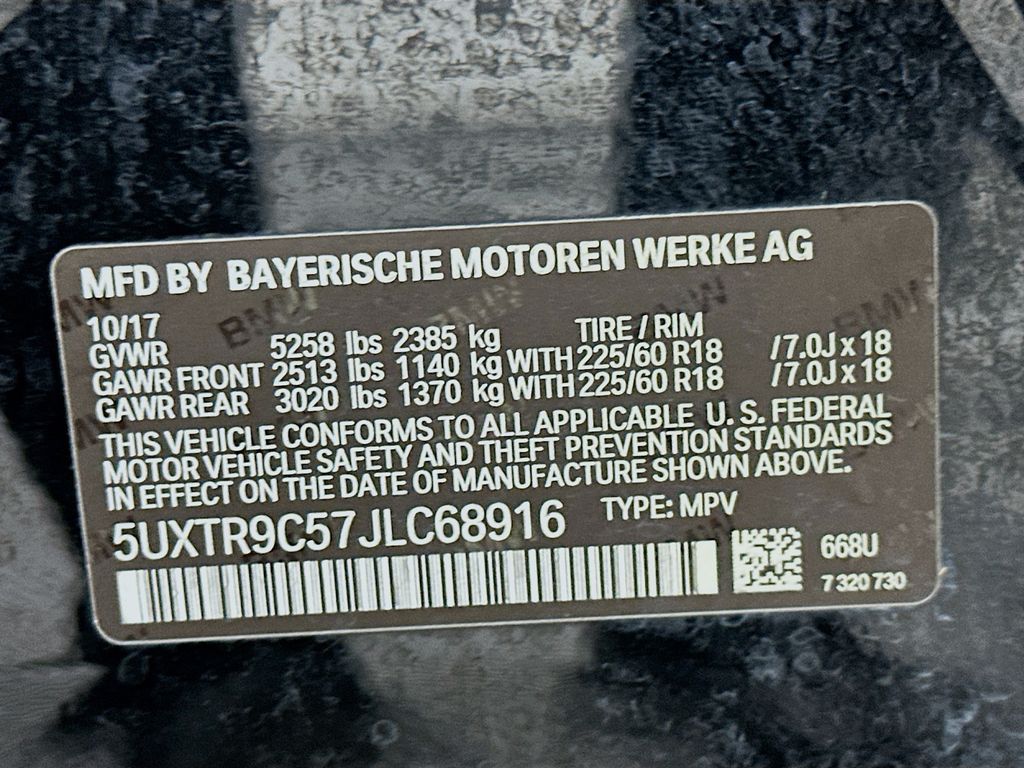 MFD BY BAYERISCHE MOTOREN WERKE AG
10/17 TIRE / RIM
GVWR 5258 lbs 2385 kg
GAWR FRONT 2513 lbs 1140 kg WITH 225/60 R18 /7.0J x 18
GAWR REAR 3020 lbs 1370 kg WITH 225/60 R18 /7.0J x 18
THIS VEHICLE CONFORMS TO ALL APPLICABLE U. S. FEDERAL
MOTOR VEHICLE SAFETY AND THEFT PREVENTION STANDARDS
IN EFFECT ON THE DATE OF MANUFACTURE SHOWN ABOVE.
5UXTR9C57JLC68916 TYPE: MPV
668U
7 320 730